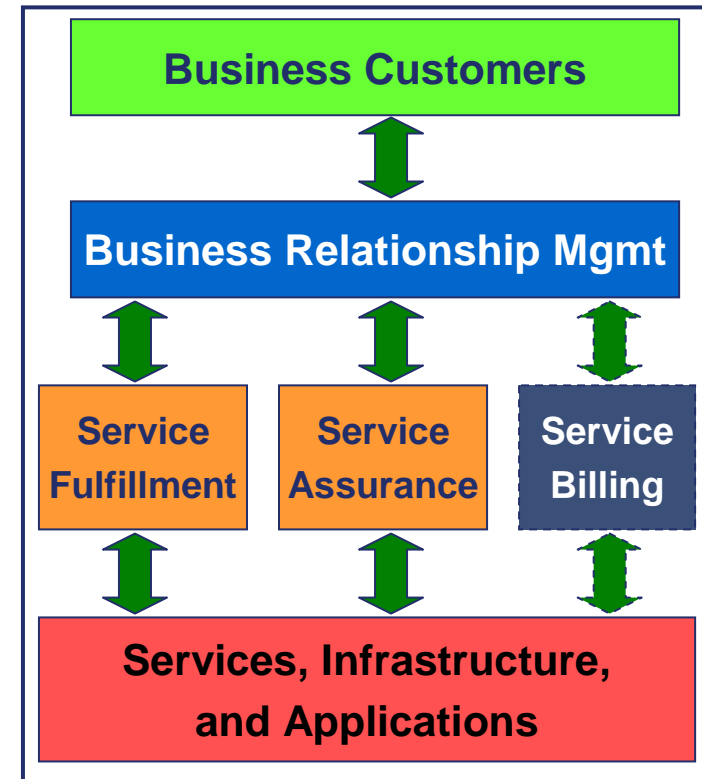 Business Customers
Business Relationship Mgmt
Service
Fulfillment
Service
Assurance
Service
Billing
Services, Infrastructure,
and Applications